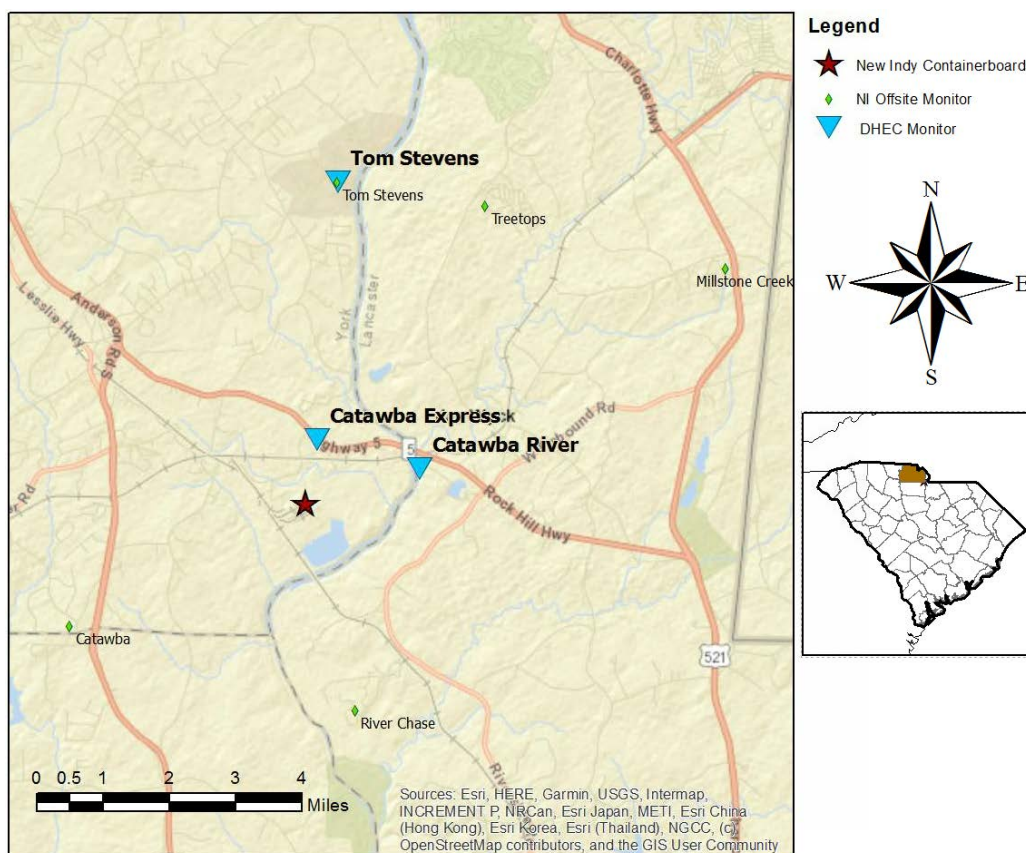 Legend
New Indy Containerboard
NI Offsite Monitor
DHEC Monitor
N
W E
S
Charlotte Hwy
Tom Stevens
Tom Stevens
Treetops
Millstone Creek
Lesslie Hwy
Anderson Rd S
York
Lancaster
Catawba Express
Highway 5
5
Catawba River
Rock Hill Hwy
Rd
Catawba
521
River Chase
0 0.5 1 2 3 4
Miles
Sources: Esri, HERE, Garmin, USGS, Intermap,
INCREMENT P, NRCan, Esri Japan, METI, Esri China
(Hong Kong), Esri Korea, Esri (Thailand), NGCC, (c)
OpenStreetMap contributors, and the GIS User Community